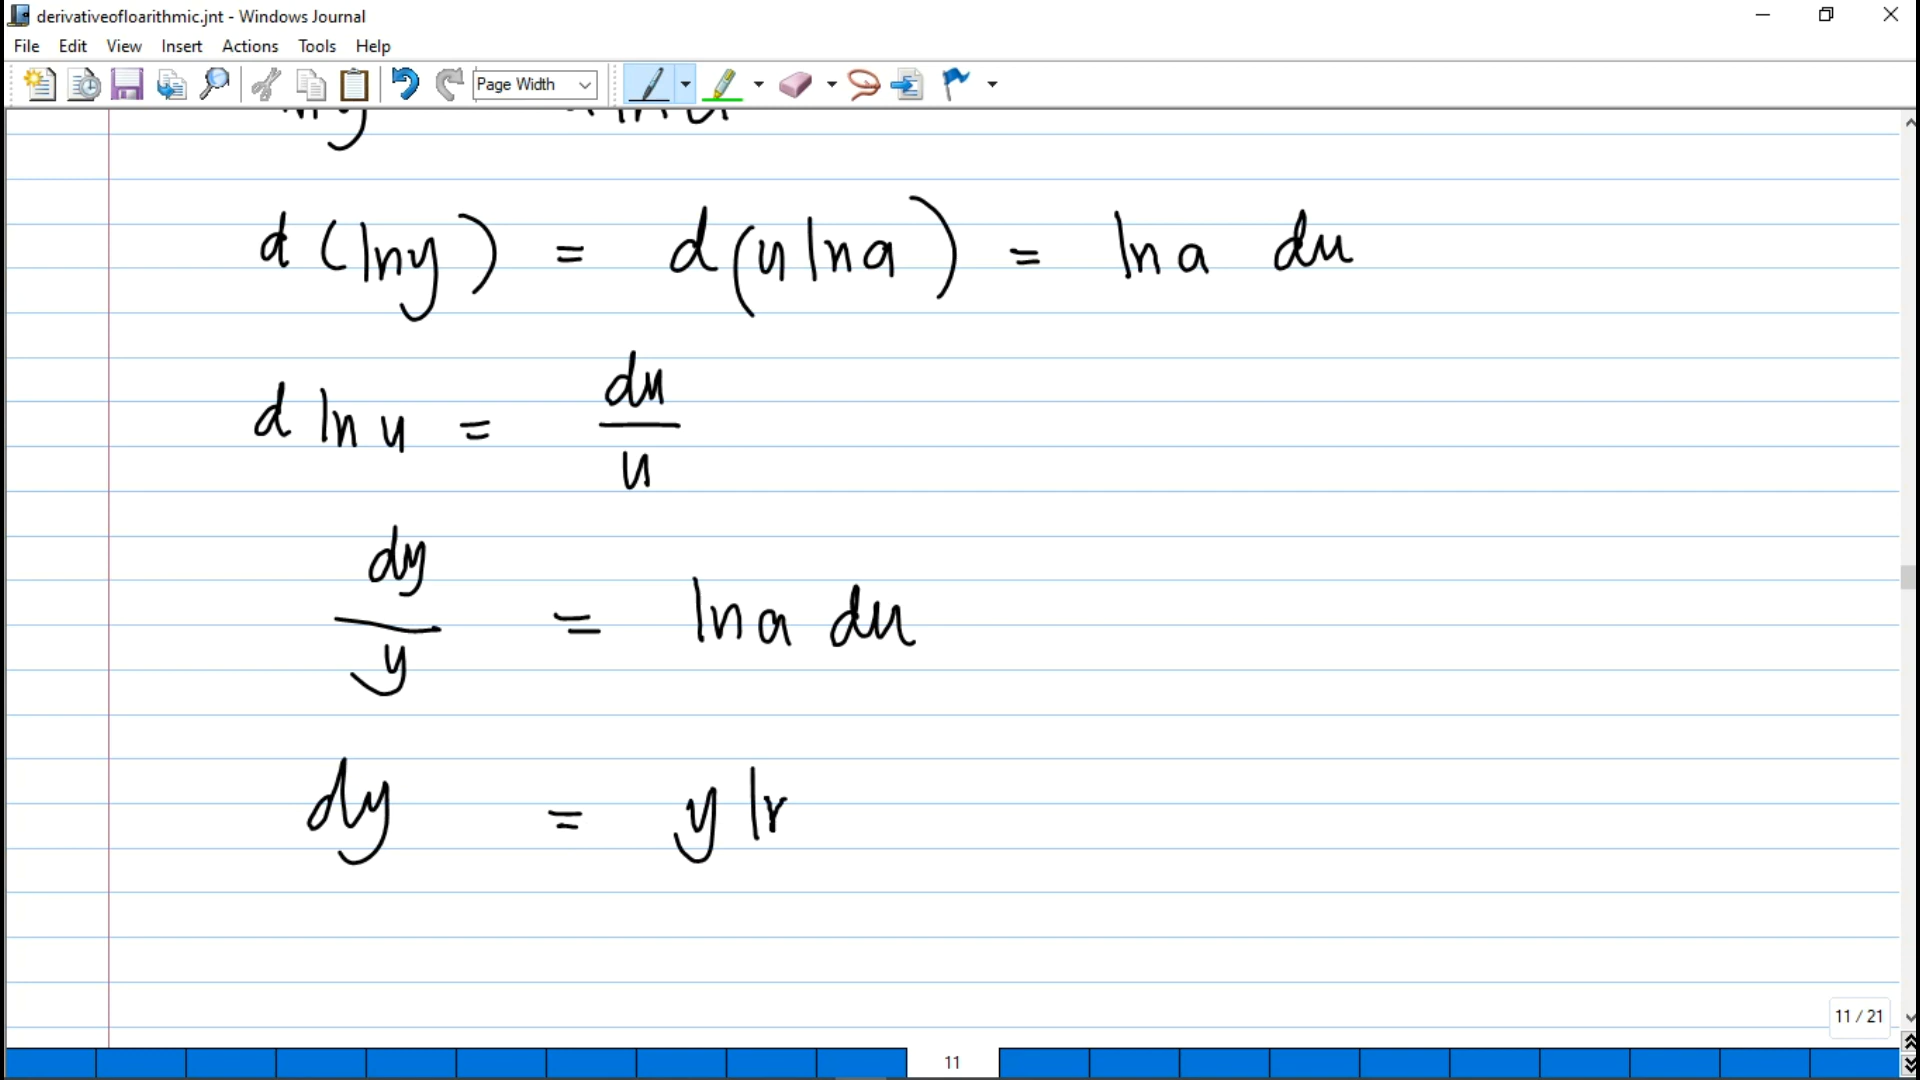 derivativeofloarithmic.jnt - Windows Journal
File Edit View Insert Actions Tools Help
Page Width
d (ln y) = d (u ln a) = ln a du
d ln u = du/u
dy/y = ln a du
dy = y ln
11 / 21
11